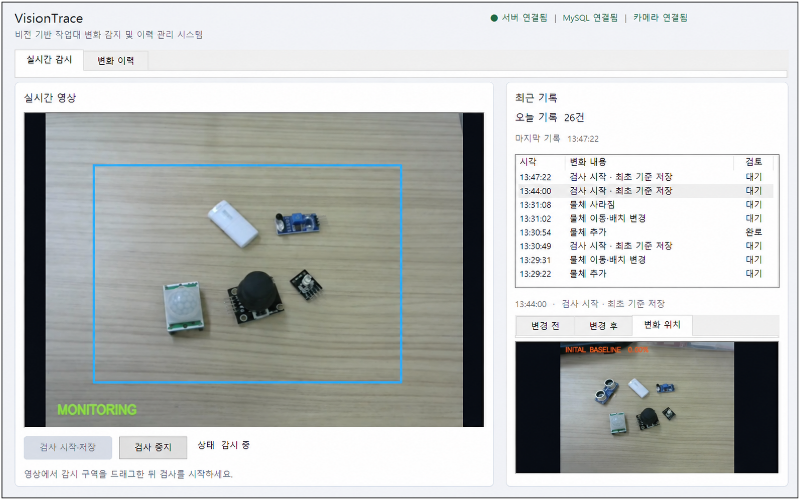 VisionTrace
비전 기반 작업대 변화 감지 및 이력 관리 시스템
서버 연결됨 | MySQL 연결됨 | 카메라 연결됨
실시간 감시 변화 이력
실시간 영상
MONITORING
검사 시작·저장 검사 중지 상태 감시 중
영상에서 감시 구역을 드래그한 뒤 검사를 시작하세요.
최근 기록
오늘 기록 26건
마지막 기록 13:47:22
시각 변화 내용 검토
13:47:22 검사 시작 · 최초 기준 저장 대기
13:44:00 검사 시작 · 최초 기준 저장 대기
13:31:08 물체 사라짐 대기
13:31:02 물체 이동·배치 변경 대기
13:30:54 물체 추가 완료
13:30:49 검사 시작 · 최초 기준 저장 대기
13:29:31 물체 이동·배치 변경 대기
13:29:22 물체 추가 대기
13:44:00 · 검사 시작 · 최초 기준 저장
변경 전 변경 후 변화 위치
INITAL BASELINE